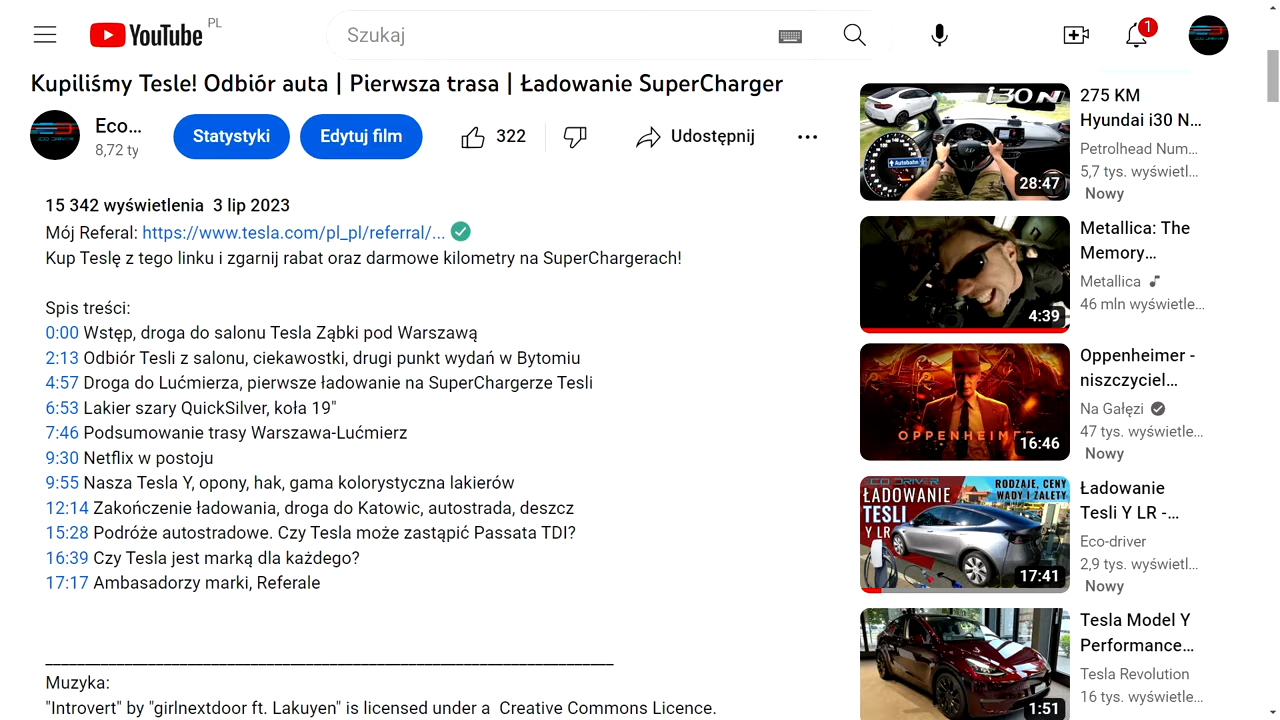 YouTube PL
Szukaj
1
Kupiliśmy Tesle! Odbiór auta | Pierwsza trasa | Ładowanie SuperCharger
Eco...
8,72 ty
Statystyki
Edytuj film
322
Udostępnij
15 342 wyświetlenia 3 lip 2023
Mój Referal: https://www.tesla.com/pl_pl/referral/...
Kup Teslę z tego linku i zgarnij rabat oraz darmowe kilometry na SuperChargerach!
Spis treści:
0:00 Wstęp, droga do salonu Tesla Ząbki pod Warszawą
2:13 Odbiór Tesli z salonu, ciekawostki, drugi punkt wydań w Bytomiu
4:57 Droga do Lućmierza, pierwsze ładowanie na SuperChargerze Tesli
6:53 Lakier szary QuickSilver, koła 19"
7:46 Podsumowanie trasy Warszawa-Lućmierz
9:30 Netflix w postoju
9:55 Nasza Tesla Y, opony, hak, gama kolorystyczna lakierów
12:14 Zakończenie ładowania, droga do Katowic, autostrada, deszcz
15:28 Podróże autostradowe. Czy Tesla może zastąpić Passata TDI?
16:39 Czy Tesla jest marką dla każdego?
17:17 Ambasadorzy marki, Referale
Muzyka:
"Introvert" by "girlnextdoor ft. Lakuyen" is licensed under a Creative Commons Licence.
i30 N
Autobahn
28:47
275 KM
Hyundai i30 N...
Petrolhead Num...
5,7 tys. wyświetl...
Nowy
4:39
Metallica: The
Memory...
Metallica
46 mln wyświetle...
OPPENHEIMER
16:46
Oppenheimer -
niszczyciel...
Na Gałęzi
47 tys. wyświetle...
Nowy
ECO DRIVER
ŁADOWANIE
TESLI
Y LR
RODZAJE, CENY
WADY I ZALETY
17:41
Ładowanie
Tesli Y LR -...
Eco-driver
2,9 tys. wyświetl...
Nowy
1:51
Tesla Model Y
Performance...
Tesla Revolution
16 tys. wyświetle...